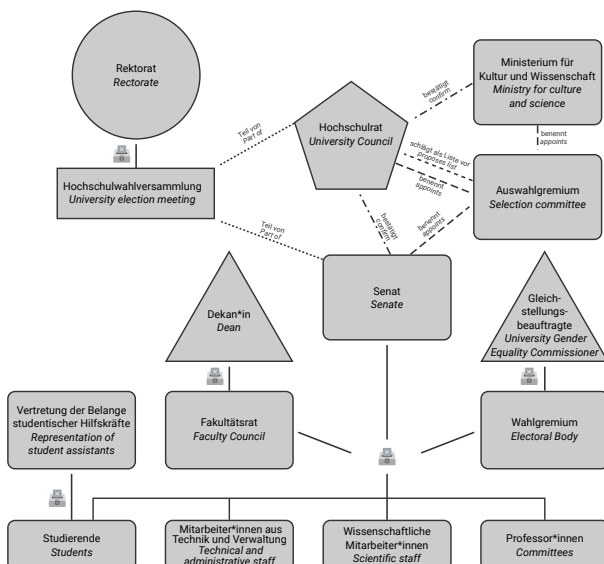 Rektorat
Rectorate
Ministerium für
Kultur und Wissenschaft
Ministry for culture
and science
bestätigt
confirm
Teil von
Part of
Hochschulrat
University Council
benennt
appoints
schlägt als Liste vor
proposes list
benennt
appoints
Hochschulwahlversammlung
University election meeting
Auswahlgremium
Selection committee
Teil von
Part of
bestätigt
confirm
benennt
appoints
Senat
Senate
Dekan*in
Dean
Gleich-
stellungs-
beauftragte
University Gender
Equality Commissioner
Vertretung der Belange
studentischer Hilfskräfte
Representation of
student assistants
Fakultätsrat
Faculty Council
Wahlgremium
Electoral Body
Studierende
Students
Mitarbeiter*innen aus
Technik und Verwaltung
Technical and
administrative staff
Wissenschaftliche
Mitarbeiter*innen
Scientific staff
Professor*innen
Committees